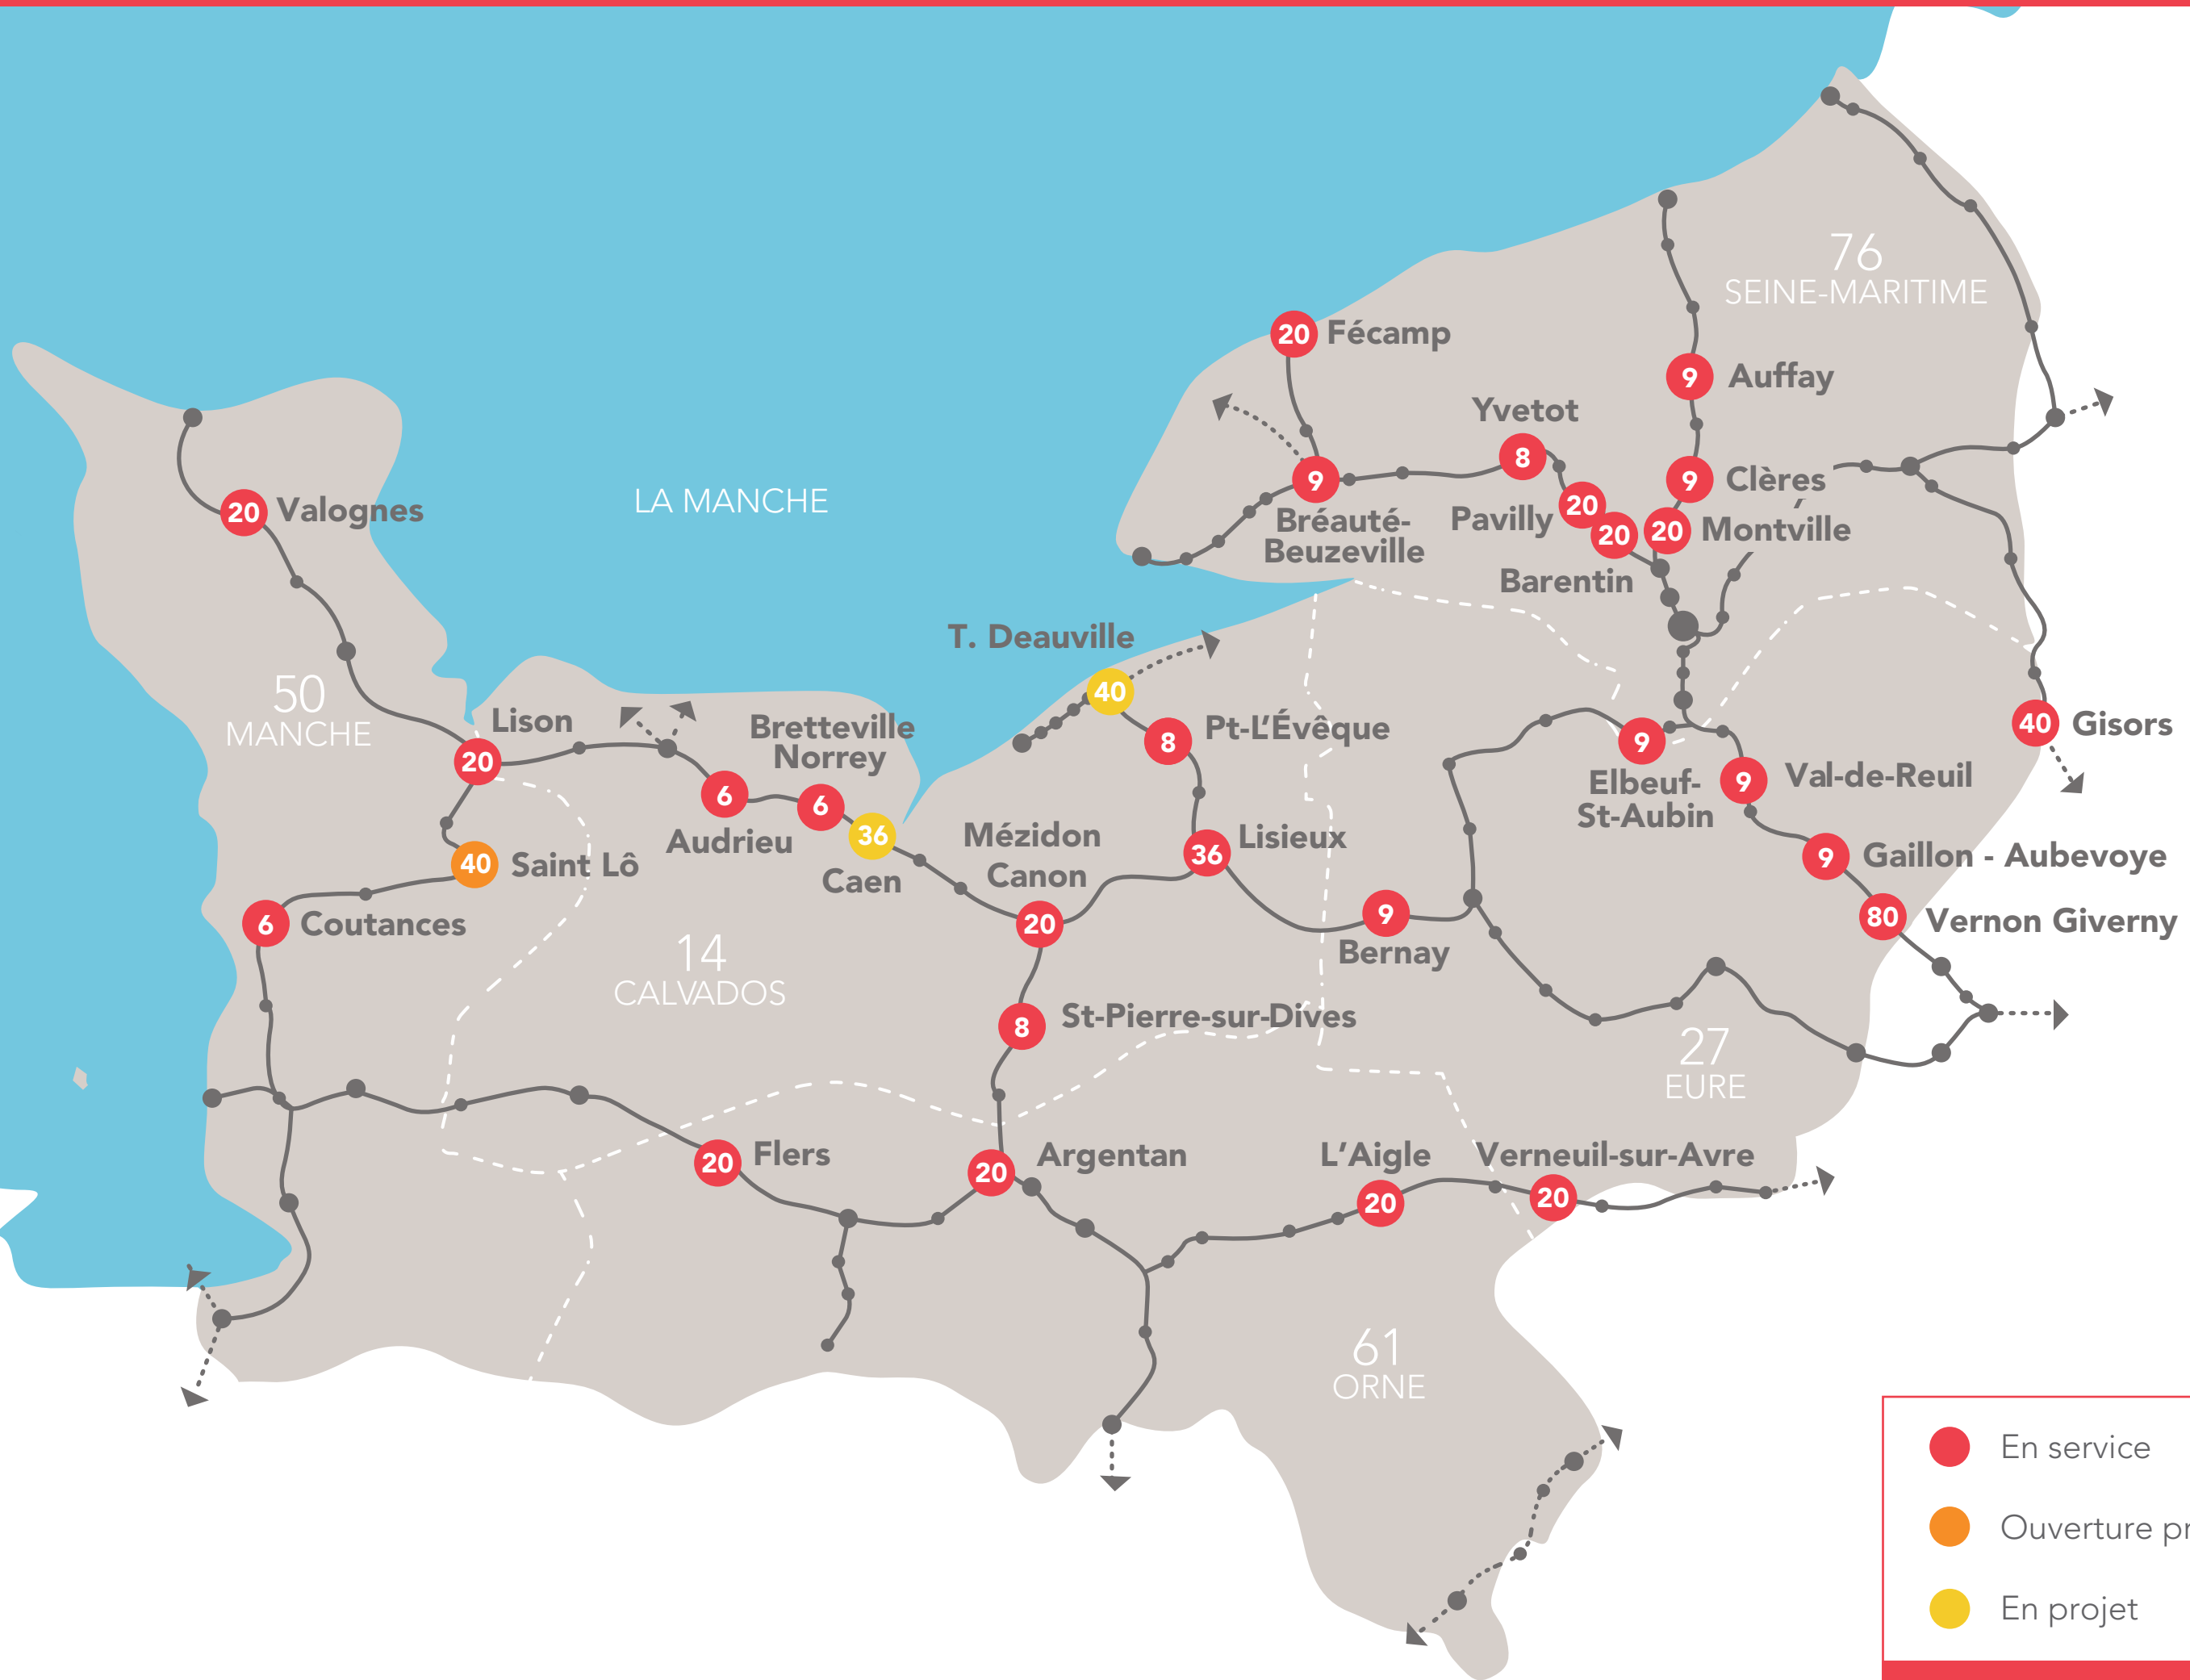 76
SEINE-MARITIME
20 Fécamp
9 Auffay
Yvetot
8
9 Clères
9
Bréauté-
Beuzeville
Pavilly 20
20
Barentin
20 Montville
20 Valognes
LA MANCHE
T. Deauville
40
50
MANCHE
Lison
20
Bretteville
Norrey
6
6
Audrieu
36
Caen
8 Pt-L'Évêque
Mézidon
Canon
20
36 Lisieux
9
Elbeuf-
St-Aubin
9 Val-de-Reuil
40 Gisors
9 Gaillon - Aubevoye
80 Vernon Giverny
40 Saint Lô
6 Coutances
9
Bernay
14
CALVADOS
8 St-Pierre-sur-Dives
27
EURE
20 Flers
20 Argentan
L'Aigle
20
Verneuil-sur-Avre
20
61
ORNE
En service
Ouverture
En projet